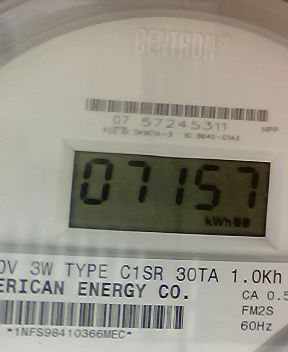 CENTRON®
07 57245311
HPP
07157
kWh
0V 3W TYPE C1SR 30TA 1.0Kh
ERICAN ENERGY CO.
CA 0.5
FM2S
60Hz
*1NFS98410366MEC*